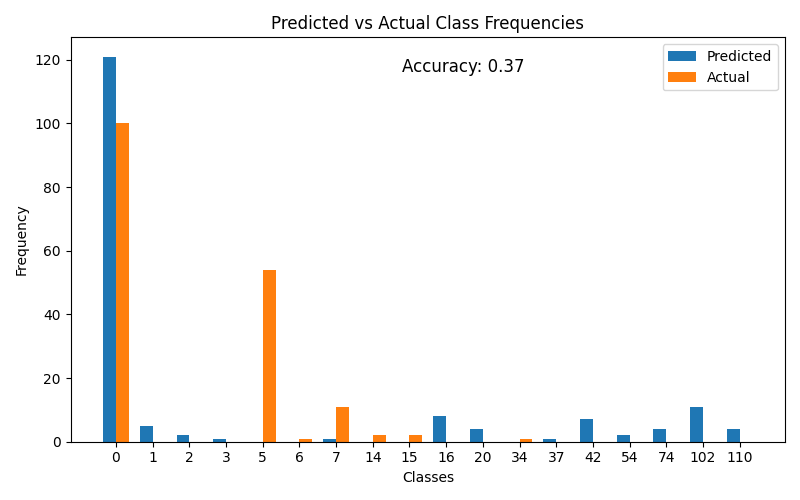 Predicted vs Actual Class Frequencies
Accuracy: 0.37
Predicted
Actual
Frequency
120
100
80
60
40
20
0
0 1 2 3 5 6 7 14 15 16 20 34 37 42 54 74 102 110
Classes